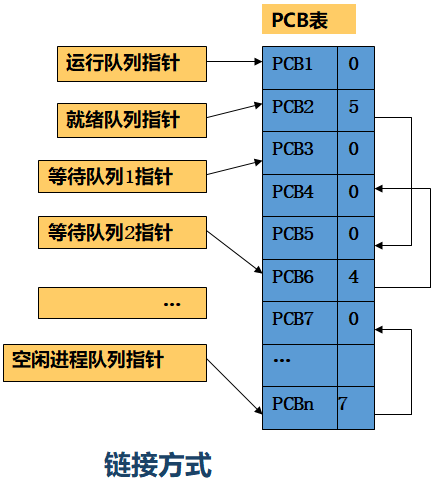 PCB表
运行队列指针
PCB1 0
就绪队列指针
PCB2 5
PCB3 0
等待队列1指针
PCB4 0
等待队列2指针
PCB5 0
PCB6 4
...
PCB7 0
空闲进程队列指针
...
PCBn 7
链接方式